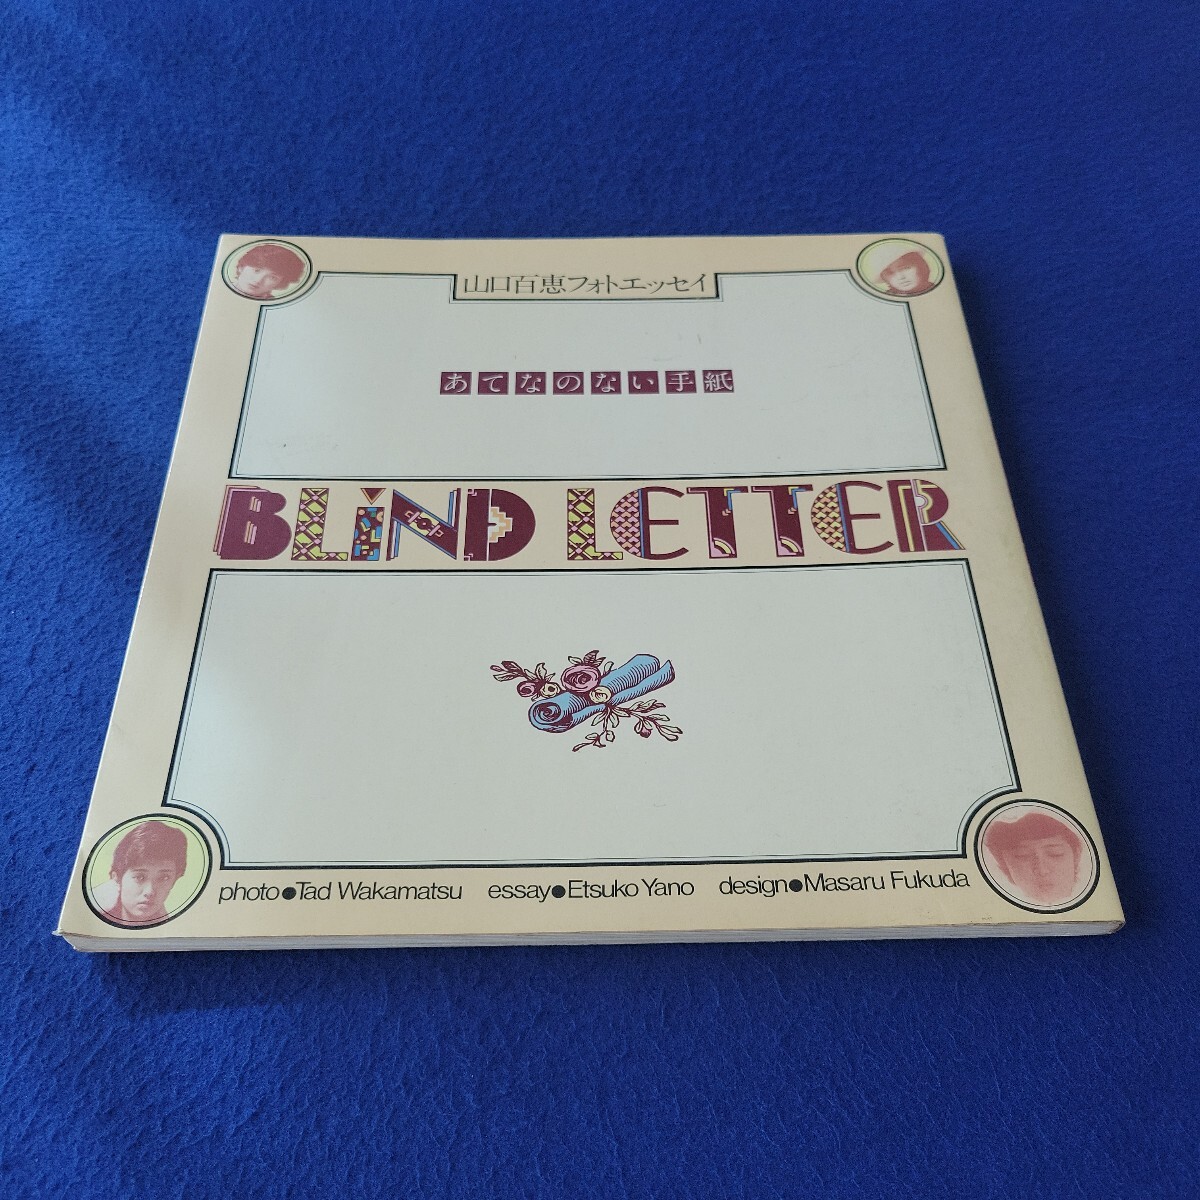 山口百恵フォトエッセイ
あてなのない手紙
BLiND LETTER
photo●Tad Wakamatsu essay●Etsuko Yano design●Masaru Fukuda